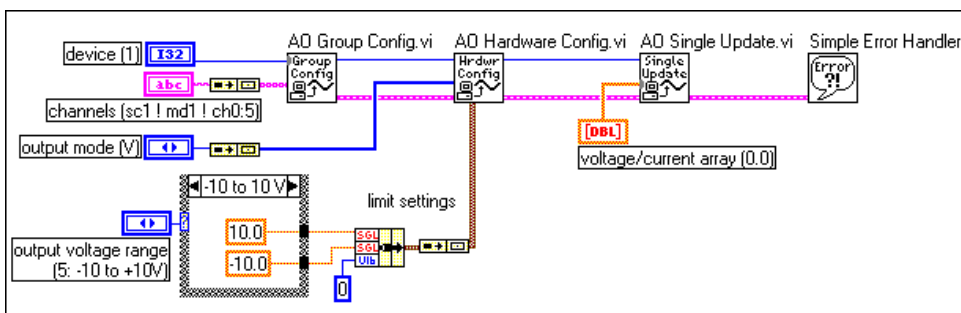 AO Group Config.vi
AO Hardware Config.vi
AO Single Update.vi
Simple Error Handler
device (1)
I32
Group
Config
Hrdwr
Config
Single
Update
Error
?!
abc
channels (sc1 ! md1 ! ch0:5)
[DBL]
output mode (V)
voltage/current array (0.0)
-10 to 10 V
limit settings
?
10.0
SGL
output voltage range
(5: -10 to +10V)
-10.0
SGL
U16
0